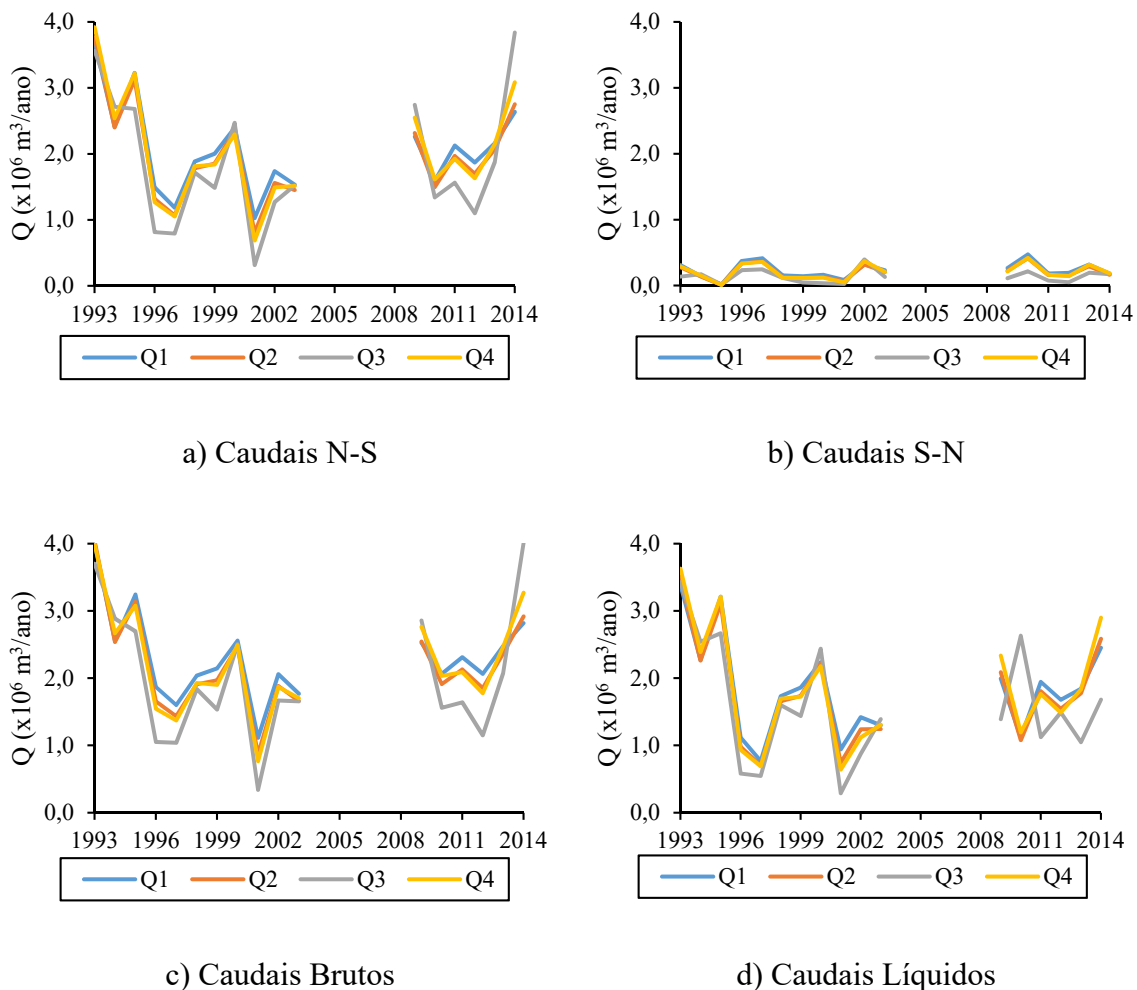 Q (x10⁶ m³/ano)
4,0
3,0
2,0
1,0
0,0
1993 1996 1999 2002 2005 2008 2011 2014
Q1 Q2 Q3 Q4
a) Caudais N-S
Q (x10⁶ m³/ano)
4,0
3,0
2,0
1,0
0,0
1993 1996 1999 2002 2005 2008 2011 2014
Q1 Q2 Q3 Q4
b) Caudais S-N
Q (x10⁶ m³/ano)
4,0
3,0
2,0
1,0
0,0
1993 1996 1999 2002 2005 2008 2011 2014
Q1 Q2 Q3 Q4
c) Caudais Brutos
Q (x10⁶ m³/ano)
4,0
3,0
2,0
1,0
0,0
1993 1996 1999 2002 2005 2008 2011 2014
Q1 Q2 Q3 Q4
d) Caudais Líquidos